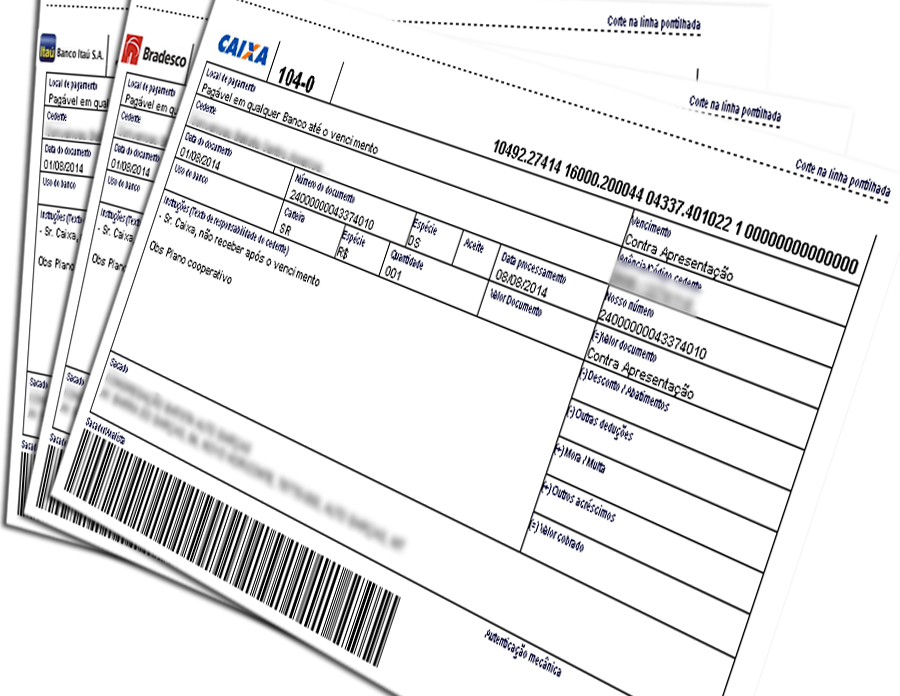 Corte na linha pontilhada
Corte na linha pontilhada
Corte na linha pontilhada
Itaú Banco Itaú S.A.
Local de pagamento
Pagável em qual
Cedente
Data do documento
01/08/2014
Uso do banco
Instruções (Texto
- Sr. Caixa,
Obs Plano
Sacado
Bradesco
Local de pagamento
Pagável em qua
Cedente
Data do documento
01/08/2014
Uso do banco
Instruções (Texto
- Sr. Caixa, n
Obs Plano
Sacado
CAIXA
104-0
10492.27414 16000.200044 04337.401022 1 00000000000000
Local de pagamento
Pagável em qualquer Banco até o vencimento
Vencimento
Contra Apresentação
Cedente
Agência/Código cedente
Data do documento
01/08/2014
Número do documento
24000000043374010
Espécie
DS
Aceite
Data processamento
08/08/2014
Nosso número
24000000043374010
Uso do banco
Carteira
SR
Espécie
R$
Quantidade
001
Valor Documento
(=)Valor documento
Contra Apresentação
Instruções (Texto de responsabilidade do cedente)
- Sr. Caixa, não receber após o vencimento
Obs Plano cooperativo
(-)Desconto / Abatimentos
(-) Outras deduções
(+)Mora / Multa
(+) Outros acréscimos
(=) Valor cobrado
Sacado
Sacador/Avalista
Autenticação mecânica